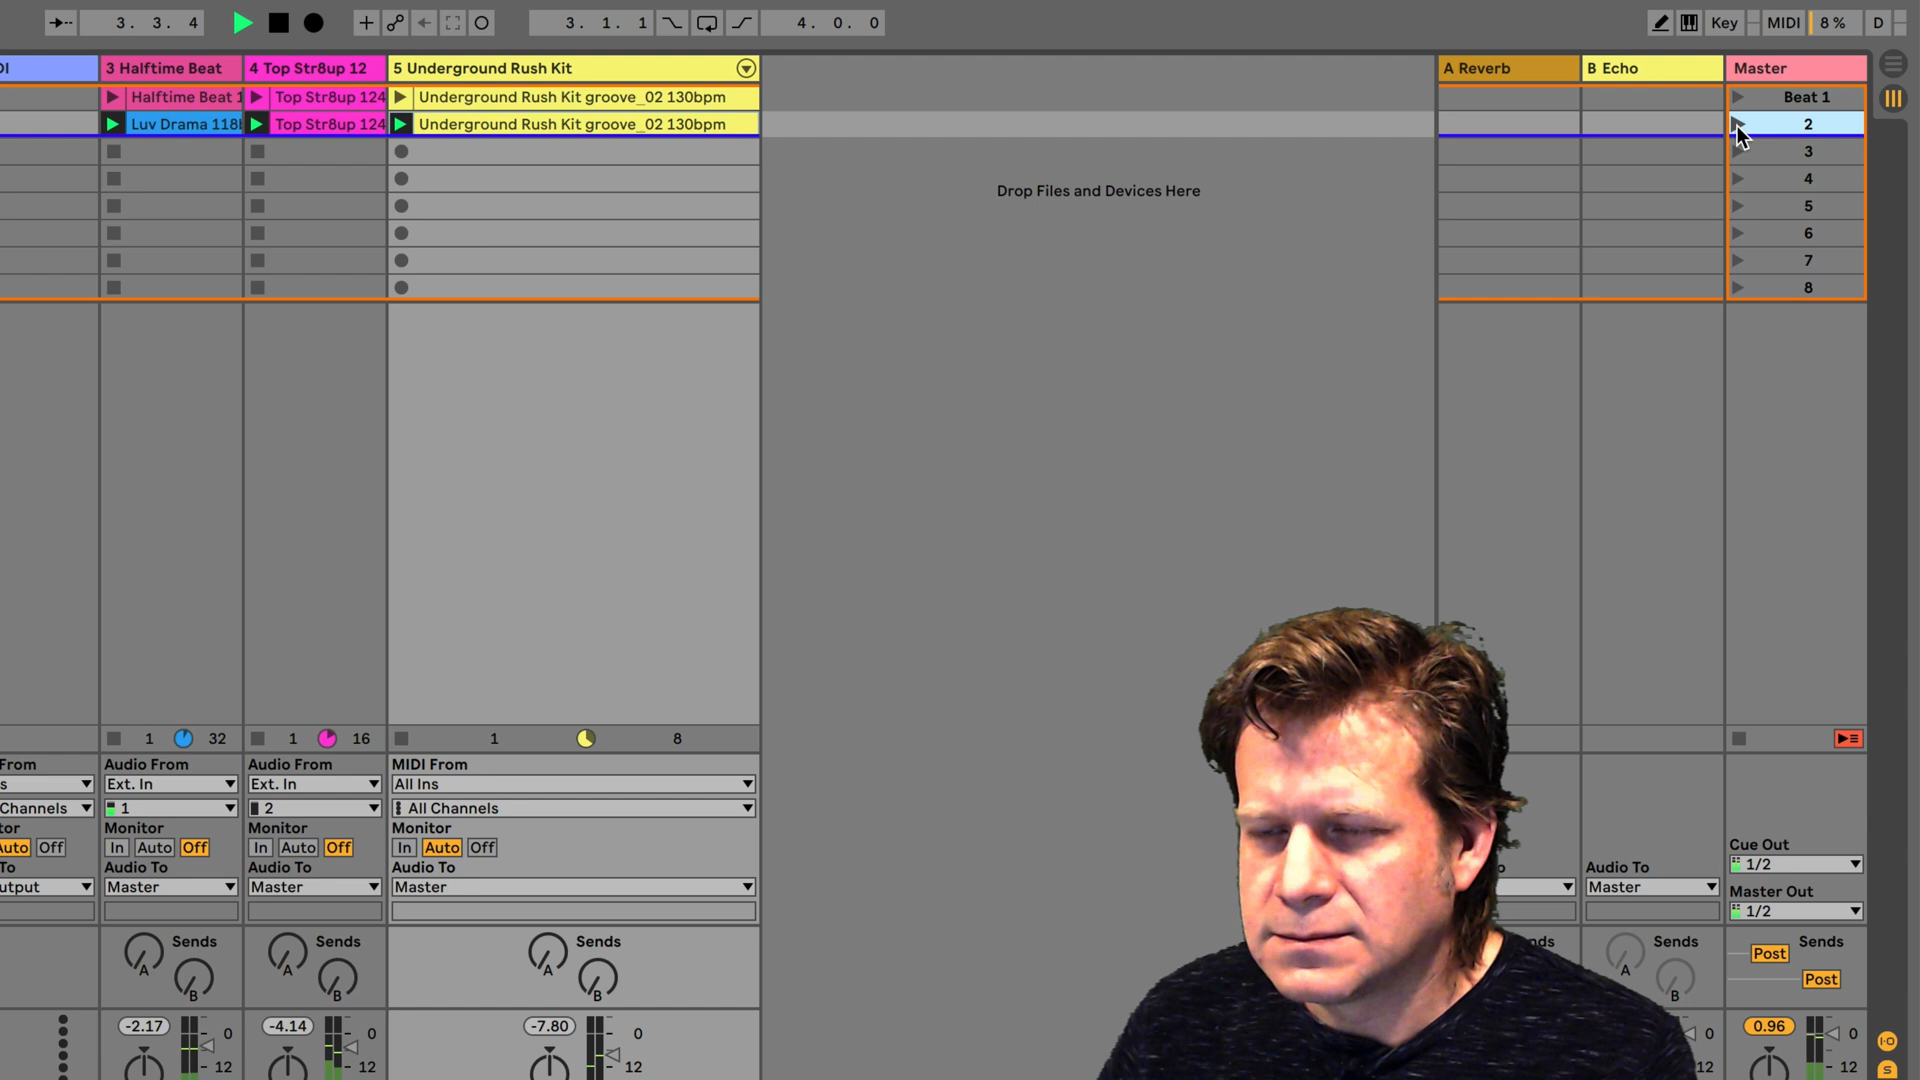 3. 3. 4
3. 1. 1
4. 0. 0
Key
MIDI
8 %
D
DI
3 Halftime Beat
4 Top Str8up 12
5 Underground Rush Kit
A Reverb
B Echo
Master
Halftime Beat 1
Top Str8up 124
Underground Rush Kit groove_02 130bpm
Beat 1
Luv Drama 118
Top Str8up 124
Underground Rush Kit groove_02 130bpm
2
3
Drop Files and Devices Here
4
5
6
7
8
1 32
1 16
1 8
From
Audio From
Audio From
MIDI From
s
Ext. In
Ext. In
All Ins
Channels
1
2
All Channels
tor
Monitor
Monitor
Monitor
Auto Off
In Auto Off
In Auto Off
In Auto Off
Cue Out
1/2
To
Audio To
Audio To
Audio To
o
Audio To
utput
Master
Master
Master
Master
Master Out
1/2
Sends
A
B
Sends
A
B
Sends
A
B
nds
Sends
A
B
Sends
Post
Post
-2.17
0
12
-4.14
0
12
-7.80
0
12
0
12
0.96
0
12
I·O
S